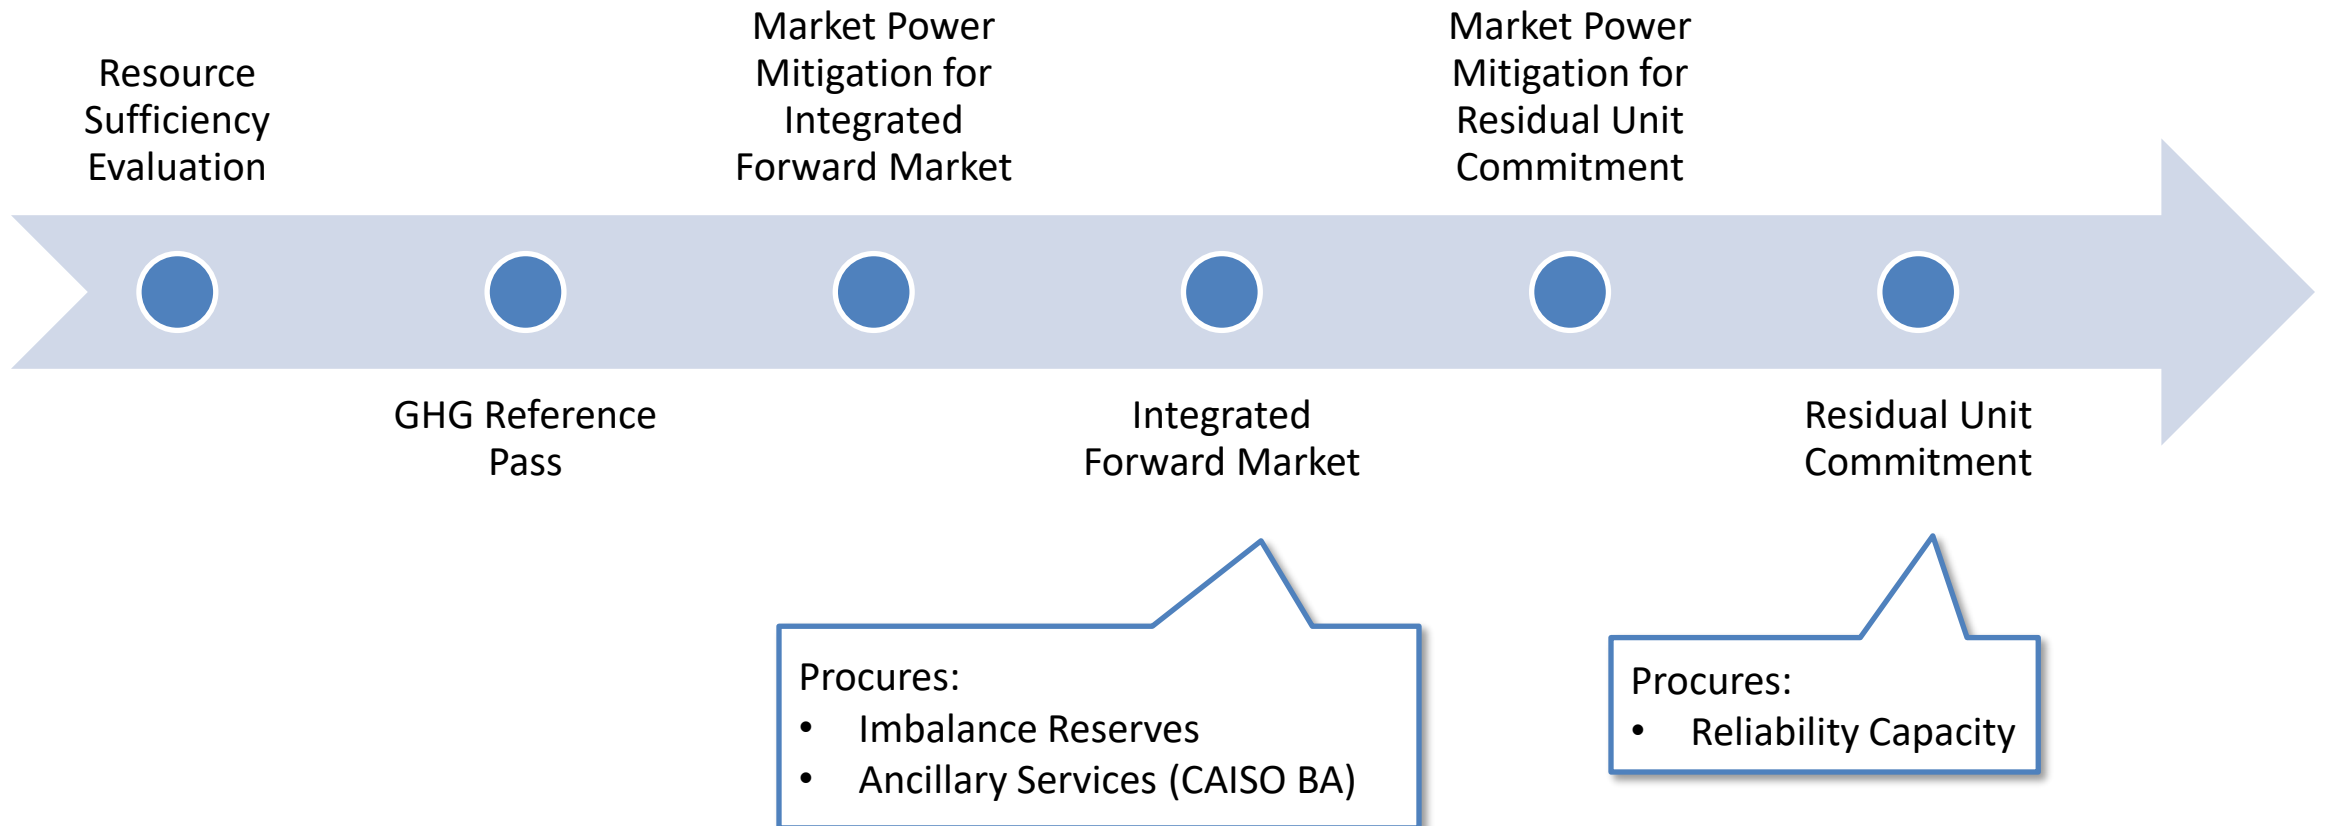 Resource
Sufficiency
Evaluation
GHG Reference
Pass
Market Power
Mitigation for
Integrated
Forward Market
Integrated
Forward Market
Market Power
Mitigation for
Residual Unit
Commitment
Residual Unit
Commitment
Procures:
• Imbalance Reserves
• Ancillary Services (CAISO BA)
Procures:
• Reliability Capacity